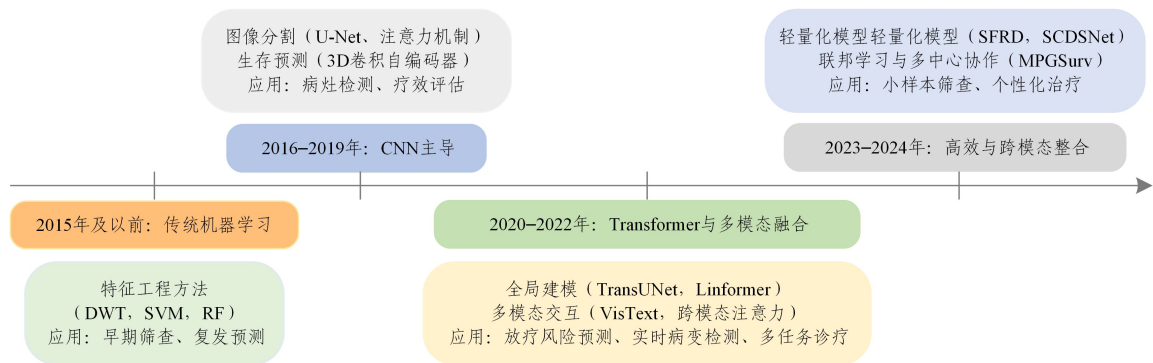 图像分割（U-Net、注意力机制）
生存预测（3D卷积自编码器）
应用：病灶检测、疗效评估
2016–2019年：CNN主导
轻量化模型轻量化模型（SFRD，SCDSNet）
联邦学习与多中心协作（MPGSurv）
应用：小样本筛查、个性化治疗
2023–2024年：高效与跨模态整合
2015年及以前：传统机器学习
特征工程方法
（DWT，SVM，RF）
应用：早期筛查、复发预测
2020–2022年：Transformer与多模态融合
全局建模（TransUNet，Linformer）
多模态交互（VisText，跨模态注意力）
应用：放疗风险预测、实时病变检测、多任务诊疗